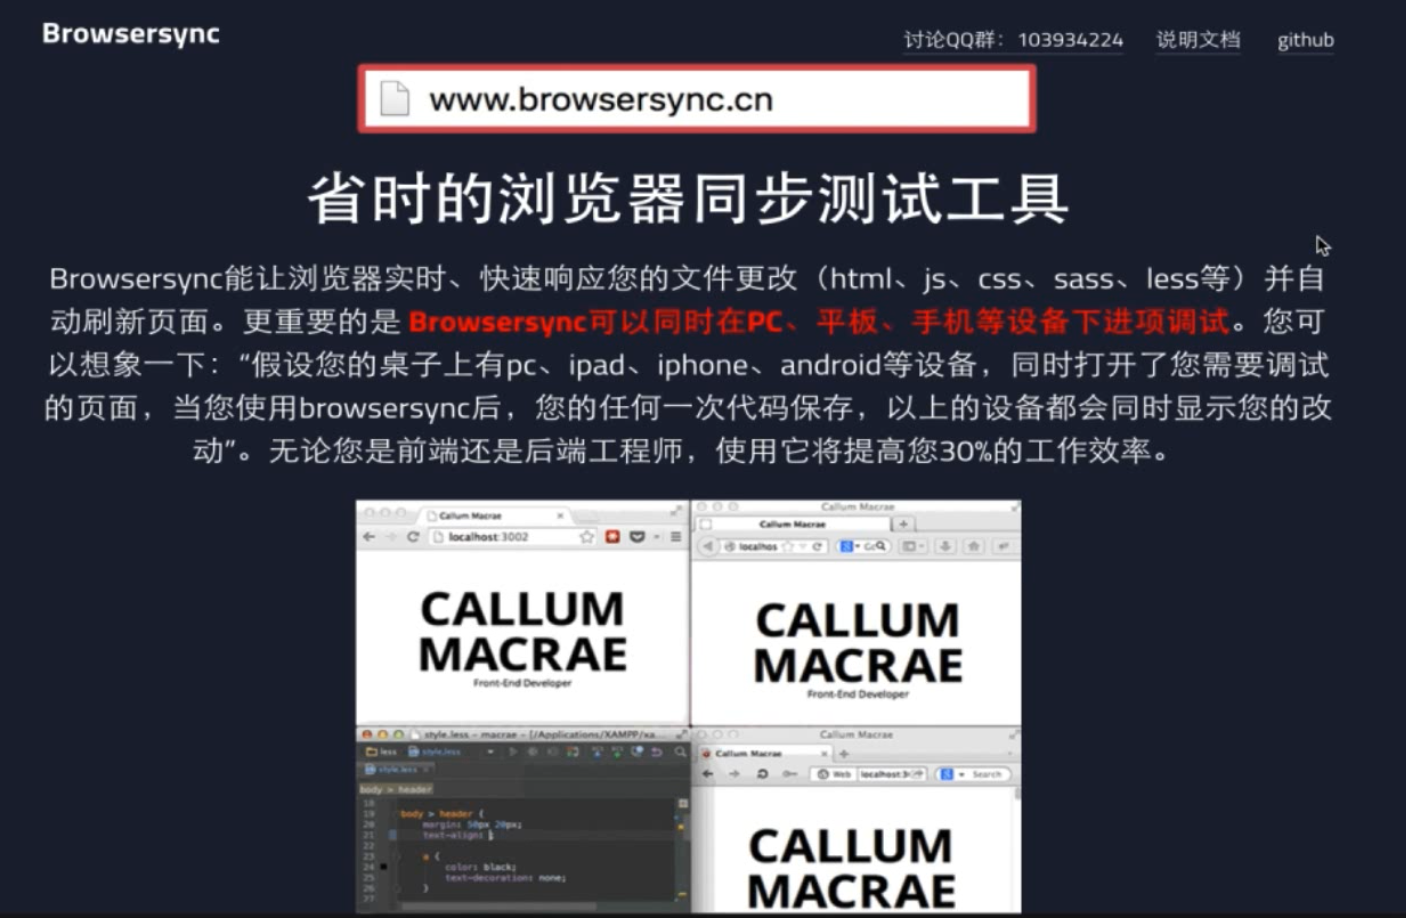 Browsersync
讨论QQ群：103934224 说明文档 github
www.browsersync.cn
省时的浏览器同步测试工具
Browsersync能让浏览器实时、快速响应您的文件更改（html、js、css、sass、less等）并自
动刷新页面。更重要的是 Browsersync可以同时在PC、平板、手机等设备下进项调试。您可
以想象一下：“假设您的桌子上有pc、ipad、iphone、android等设备，同时打开了您需要调试
的页面，当您使用browsersync后，您的任何一次代码保存，以上的设备都会同时显示您的改
动”。无论您是前端还是后端工程师，使用它将提高您30%的工作效率。
Callum Macrae
localhost:3002
CALLUM
MACRAE
Front-End Developer
Callum Macrae
Callum Macrae
localhos
CALLUM
MACRAE
Front-End Developer
style.less - macrae - [/Applications/XAMPP/xa
less style.less
style.less
body > header
18
19 body > header {
20 margin: 50px 20px;
21 text-align: ;
22
23 a {
24 color: black;
25 text-decoration: none;
26 }
27
Callum Macrae
Callum Macrae
Web localhost:3 Search
CALLUM
MACRAE